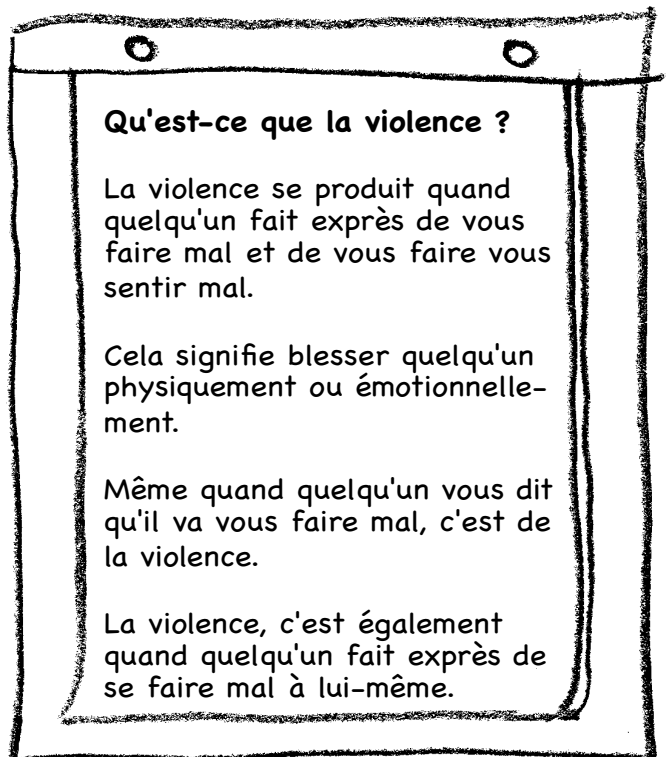 Qu'est-ce que la violence ?
La violence se produit quand
quelqu'un fait exprès de vous
faire mal et de vous faire vous
sentir mal.
Cela signifie blesser quelqu'un
physiquement ou émotionnelle-
ment.
Même quand quelqu'un vous dit
qu'il va vous faire mal, c'est de
la violence.
La violence, c'est également
quand quelqu'un fait exprès de
se faire mal à lui-même.